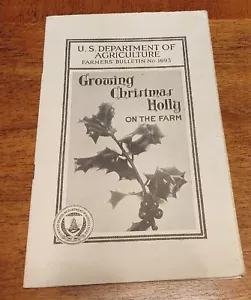 U. S. DEPARTMENT OF
AGRICULTURE
FARMERS' BULLETIN No. 1693
Growing
Christmas
Holly
ON THE FARM